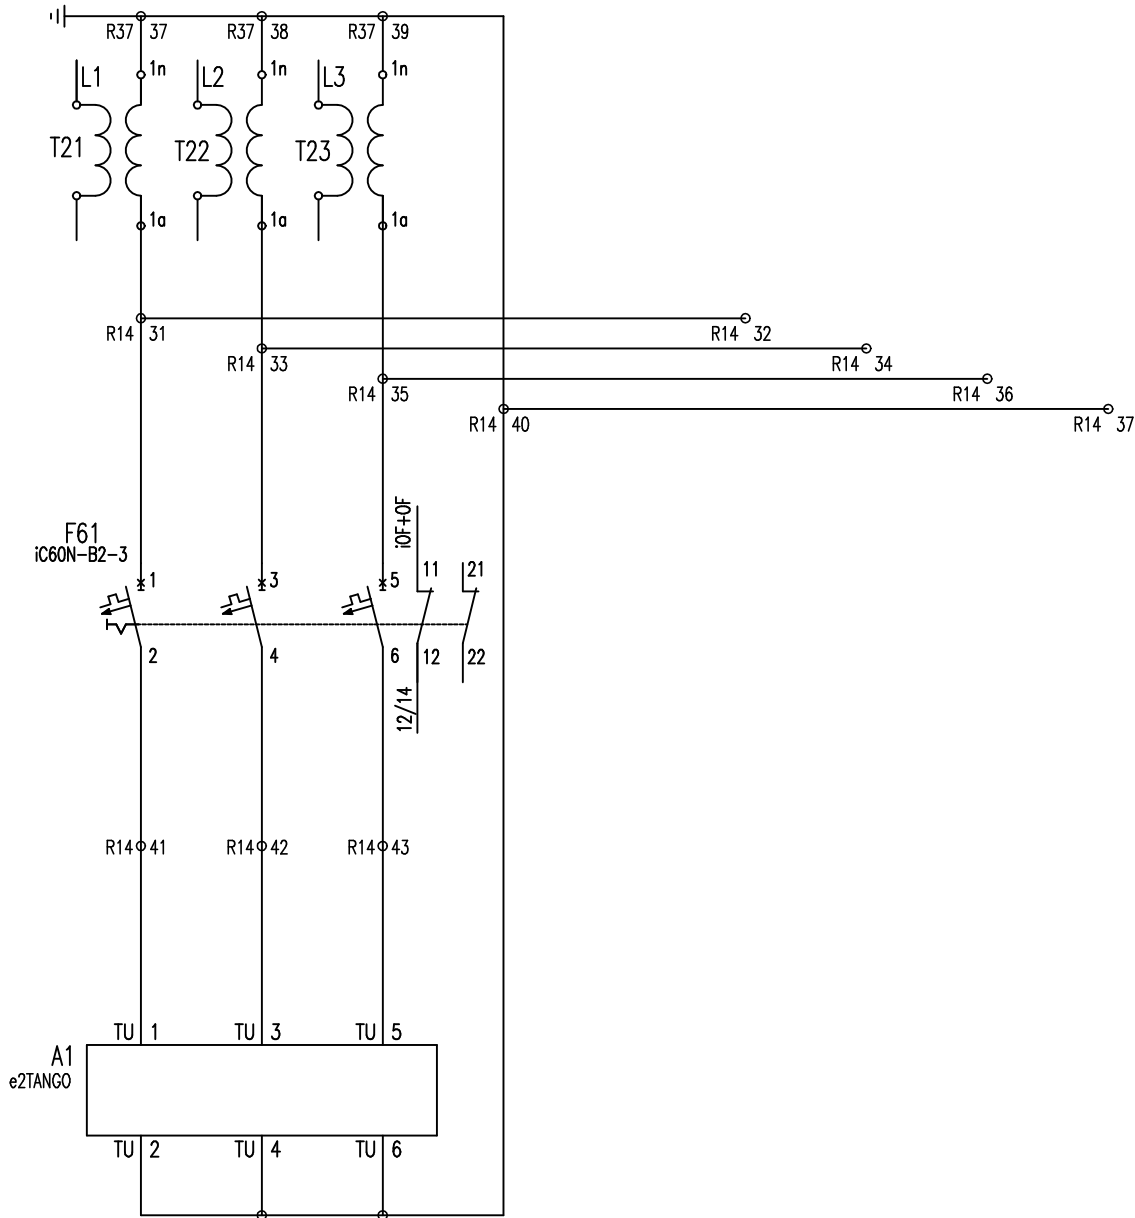 R37 37 R37 38 R37 39
1n 1n 1n
L1 L2 L3
T21 T22 T23
1a 1a 1a
R14 31 R14 32
R14 33 R14 34
R14 35 R14 36
R14 40 R14 37
iOF+OF
F61
iC60N-B2-3
11 21
1 3 5
2 4 6 12 22
12/14
R14 41 R14 42 R14 43
TU 1 TU 3 TU 5
A1
e2TANGO
TU 2 TU 4 TU 6